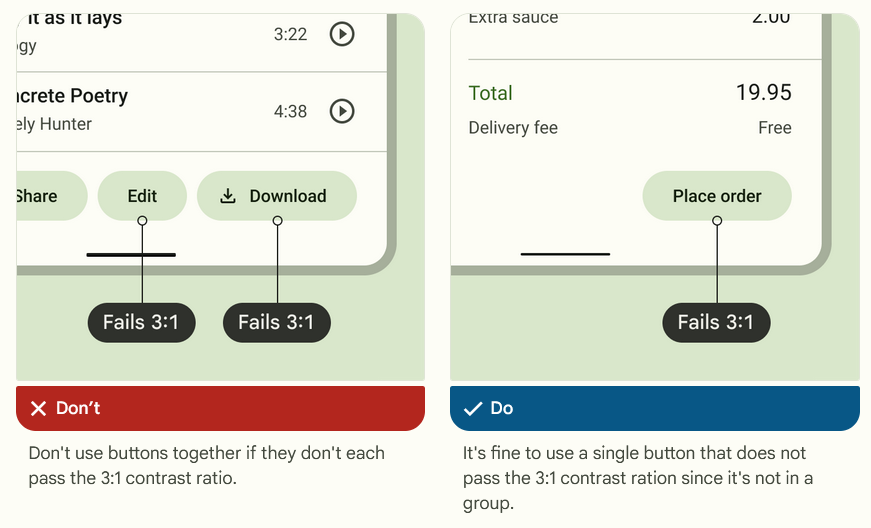 it as it lays
ogy
3:22
ncrete Poetry
ely Hunter
4:38
Share
Edit
Download
Fails 3:1
Fails 3:1
Don’t
Don't use buttons together if they don't each
pass the 3:1 contrast ratio.
Extra sauce
2.00
Total
19.95
Delivery fee
Free
Place order
Fails 3:1
Do
It's fine to use a single button that does not
pass the 3:1 contrast ration since it's not in a
group.